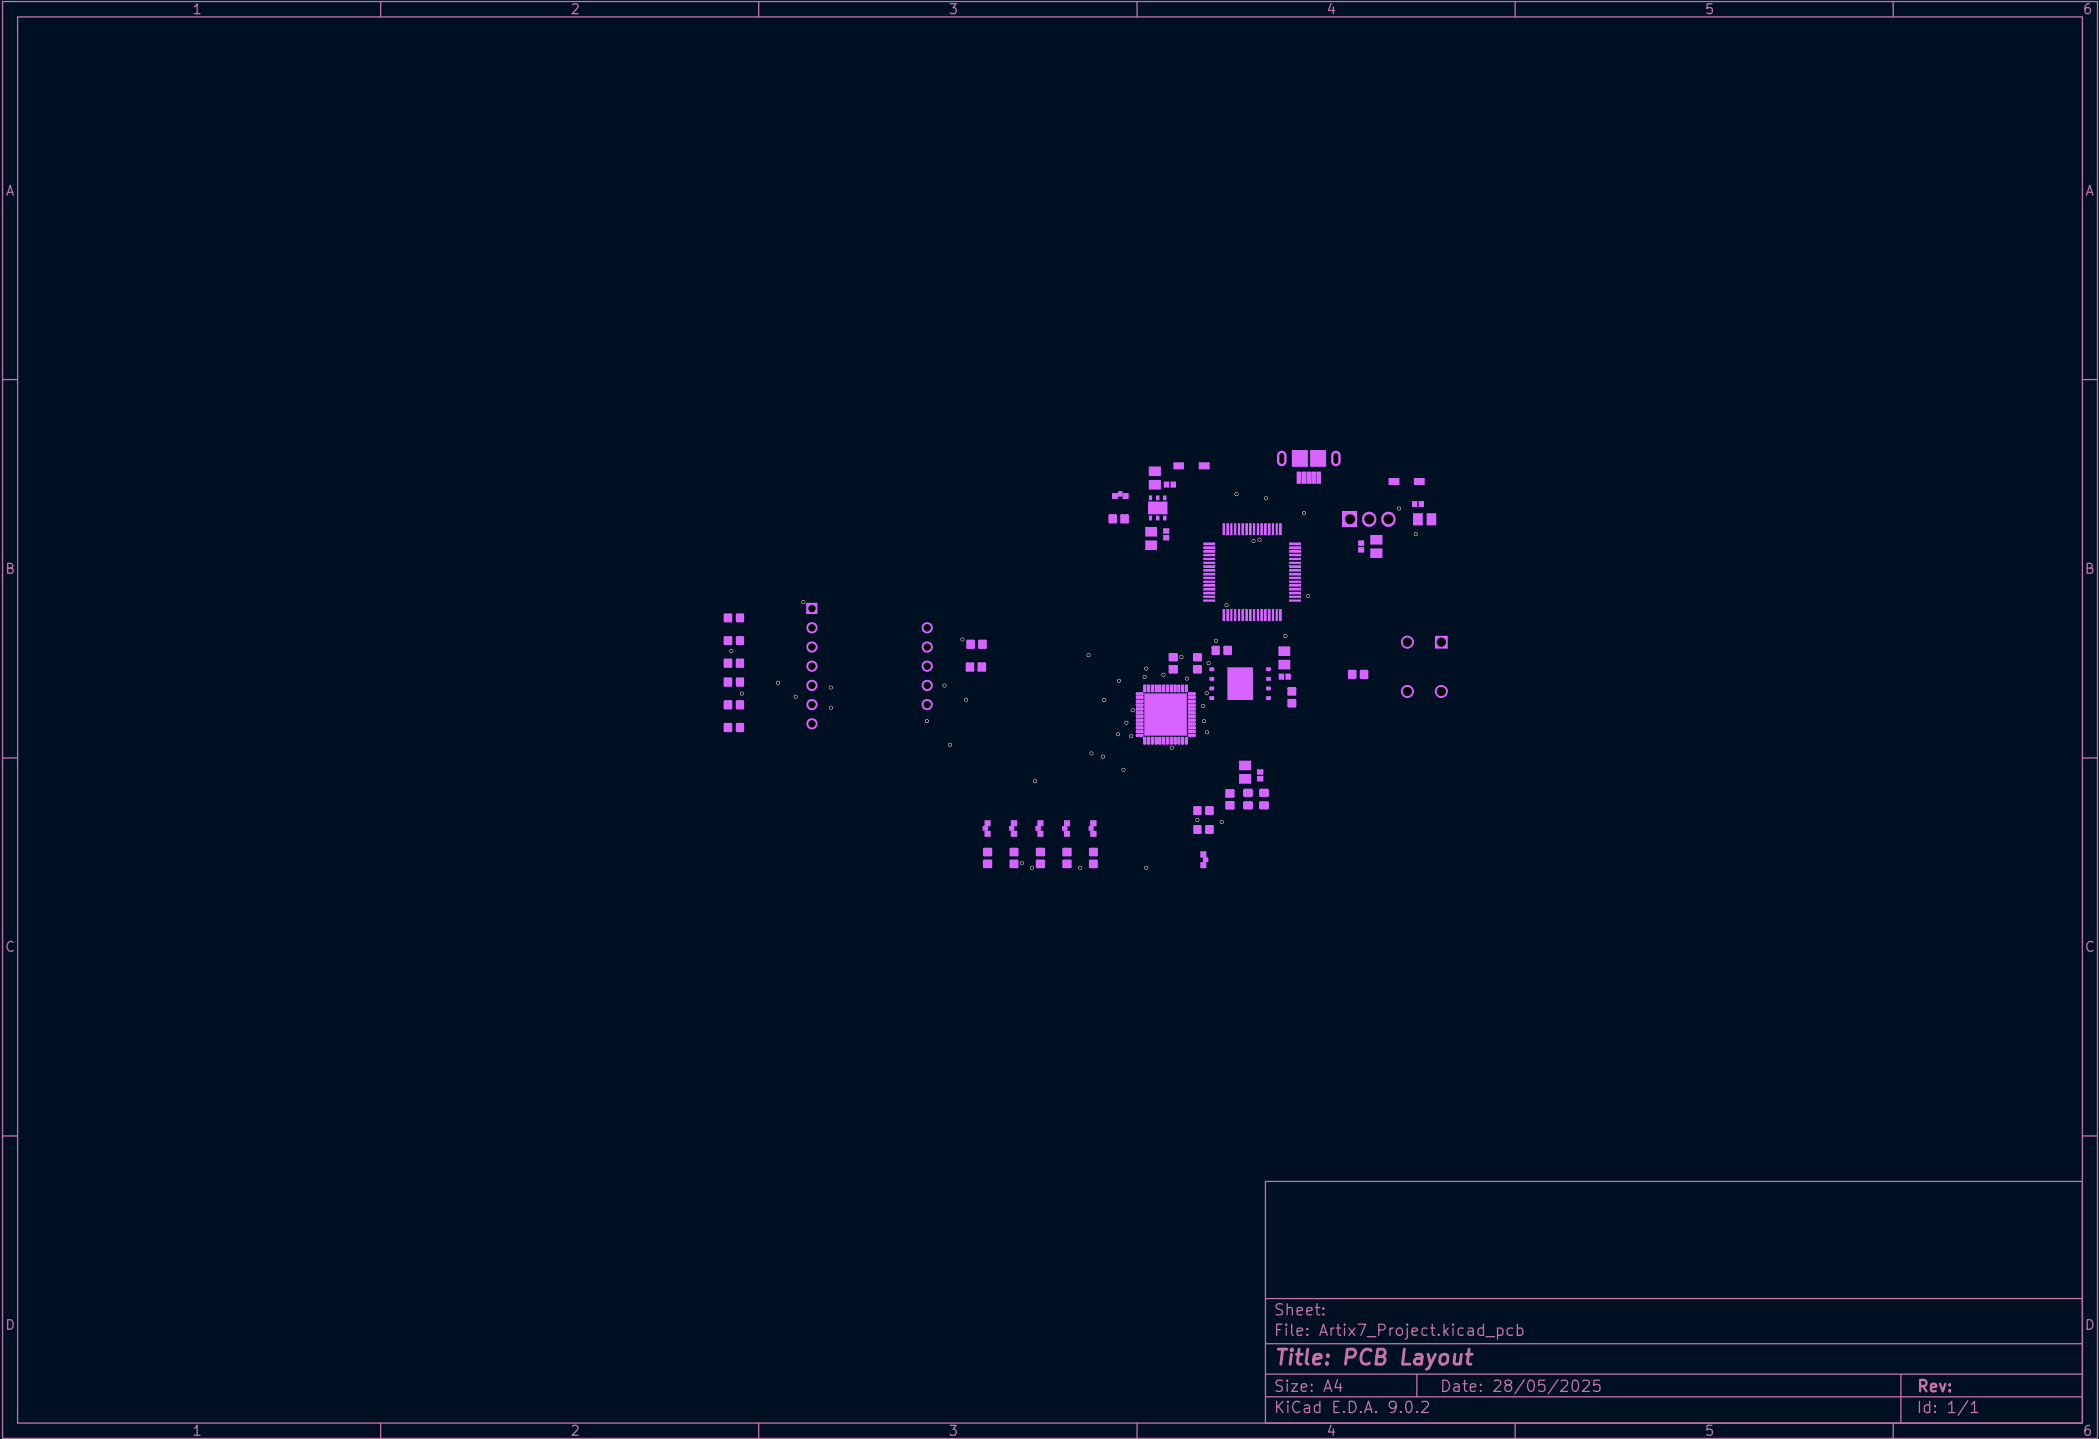 1 2 3 4 5 6
A A
B B
C C
D D
Sheet:
File: Artix7_Project.kicad_pcb
Title: PCB Layout
Size: A4 Date: 28/05/2025 Rev:
KiCad E.D.A. 9.0.2 Id: 1/1
1 2 3 4 5 6